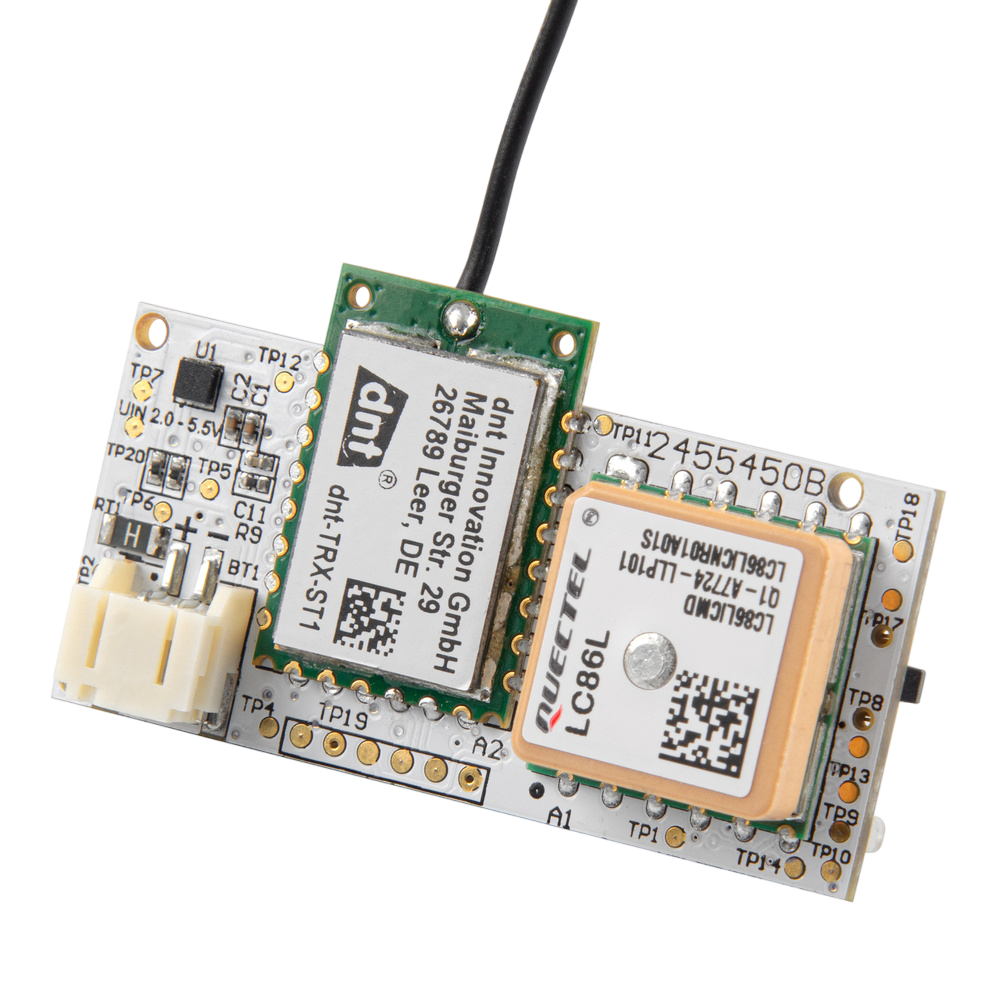 U1
TP12
TP7
C2
C1
UIN 2.0 - 5.5V
TP20
TP5
TP6
C11
R9
RT1
H
+
-
BT1
TP2
dnt
®
dnt Innovation GmbH
Maiburger Str. 29
26789 Leer, DE
dnt-TRX-ST1
TP11
2455450B
TP18
TP17
TP8
TP13
TP9
TP10
TP14
TP1
A1
A2
TP19
TP4
QUECTEL
®
LC86L
LC86LICMD
Q1-A7724-LLP101
LC86LICMNR01A01S